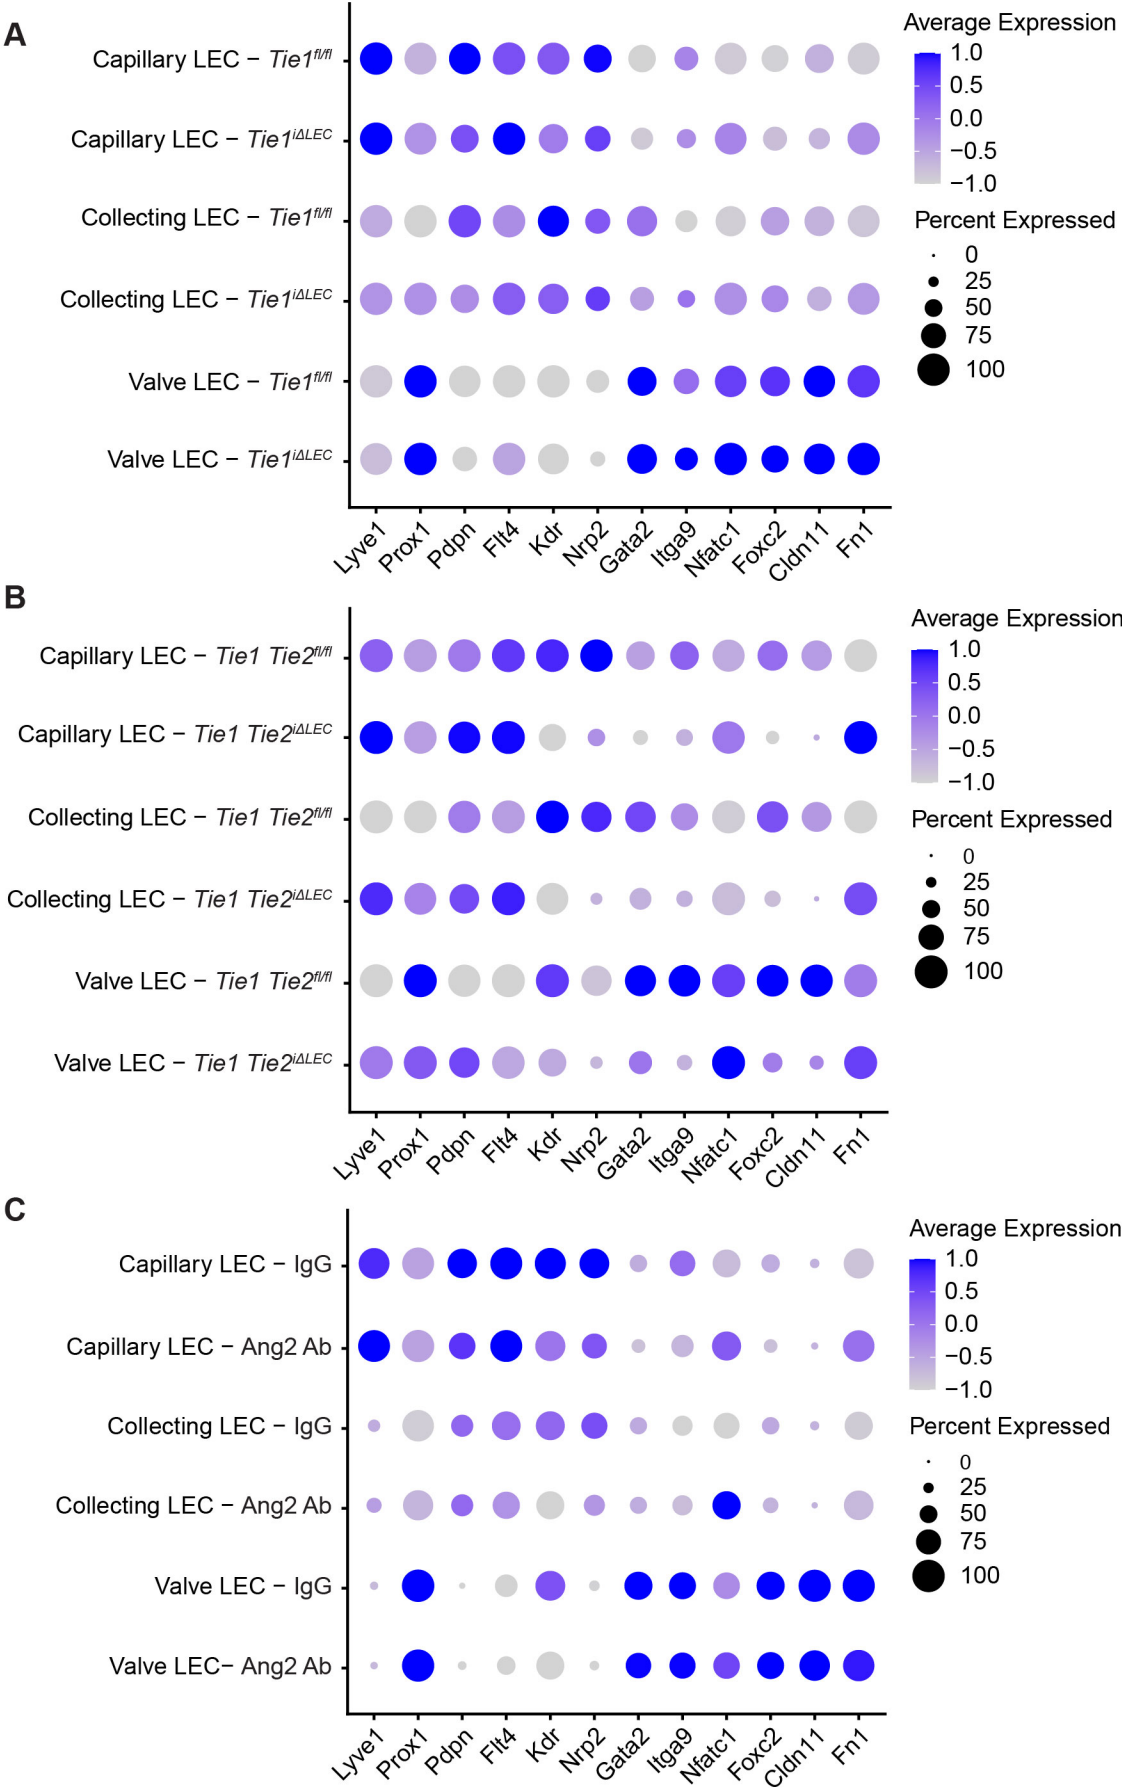 A
Average Expression
Capillary LEC – Tie1fl/fl
1.0
0.5
0.0
−0.5
−1.0
Capillary LEC – Tie1iΔLEC
Collecting LEC – Tie1fl/fl
Percent Expressed
0
25
50
75
100
Collecting LEC – Tie1iΔLEC
Valve LEC – Tie1fl/fl
Valve LEC – Tie1iΔLEC
Lyve1 Prox1 Pdpn Flt4 Kdr Nrp2 Gata2 Itga9 Nfatc1 Foxc2 Cldn11 Fn1
B
Average Expression
Capillary LEC – Tie1 Tie2fl/fl
1.0
0.5
0.0
−0.5
−1.0
Capillary LEC – Tie1 Tie2iΔLEC
Collecting LEC – Tie1 Tie2fl/fl
Percent Expressed
0
25
50
75
100
Collecting LEC – Tie1 Tie2iΔLEC
Valve LEC – Tie1 Tie2fl/fl
Valve LEC – Tie1 Tie2iΔLEC
Lyve1 Prox1 Pdpn Flt4 Kdr Nrp2 Gata2 Itga9 Nfatc1 Foxc2 Cldn11 Fn1
C
Average Expression
Capillary LEC – IgG
1.0
0.5
0.0
−0.5
−1.0
Capillary LEC – Ang2 Ab
Collecting LEC – IgG
Percent Expressed
0
25
50
75
100
Collecting LEC – Ang2 Ab
Valve LEC – IgG
Valve LEC– Ang2 Ab
Lyve1 Prox1 Pdpn Flt4 Kdr Nrp2 Gata2 Itga9 Nfatc1 Foxc2 Cldn11 Fn1